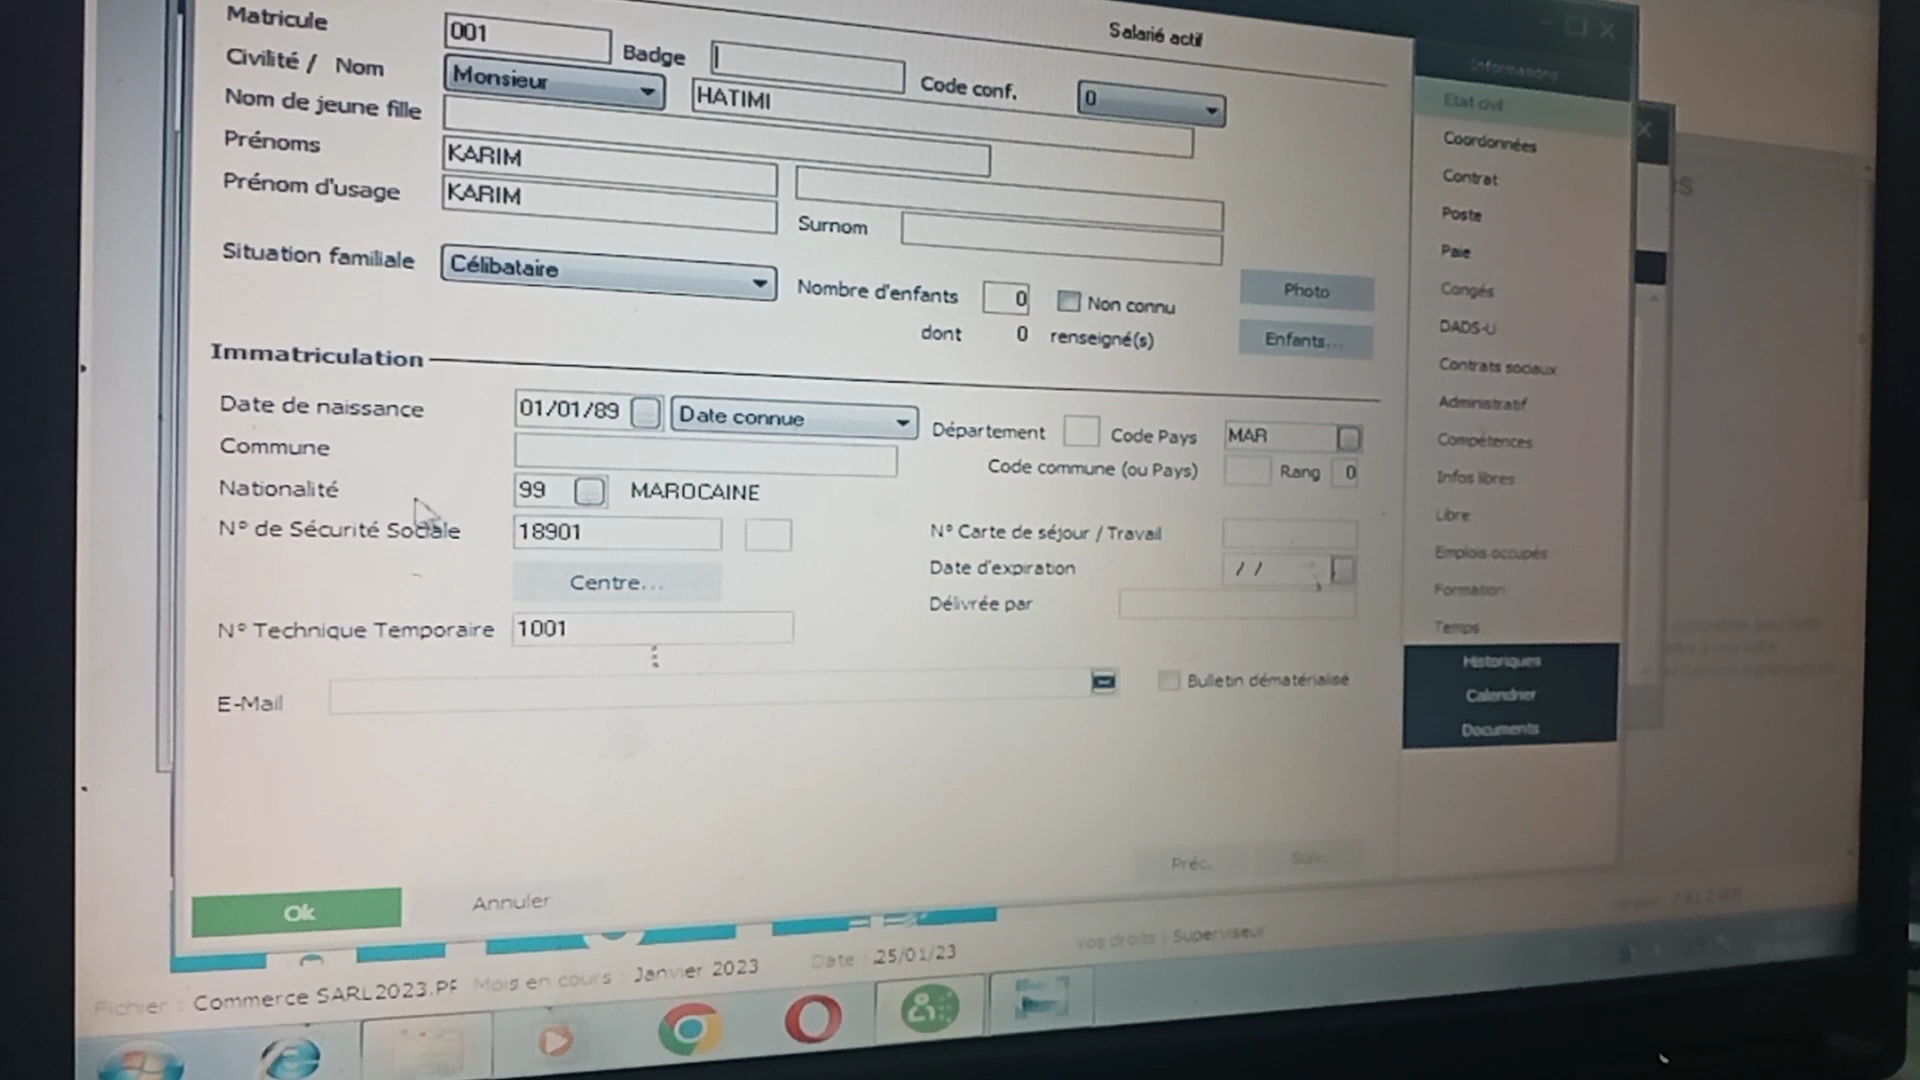 Matricule 001 Badge Salarié actif
Civilité / Nom Monsieur HATIMI Code conf. 0
Nom de jeune fille
Prénoms KARIM
Prénom d'usage KARIM Surnom
Situation familiale Célibataire Nombre d'enfants 0 Non connu
dont 0 renseigné(s)
Photo
Enfants...
Immatriculation
Date de naissance 01/01/89 Date connue Département Code Pays MAR
Commune Code commune (ou Pays) Rang 0
Nationalité 99 MAROCAINE
N° de Sécurité Sociale 18901 N° Carte de séjour / Travail
Centre... Date d'expiration / /
Délivrée par
N° Technique Temporaire 1001
E-Mail Bulletin dématérialisé
Préc. Suiv.
Ok Annuler
Informations
Etat civil
Coordonnées
Contrat
Poste
Paie
Congés
DADS-U
Contrats sociaux
Administratif
Compétences
Infos libres
Libre
Emplois occupés
Formation
Temps
Historiques
Calendrier
Documents
Fichier : Commerce SARL2023.PF Mois en cours : Janvier 2023 Date : 25/01/23 Vos droits : Superviseur